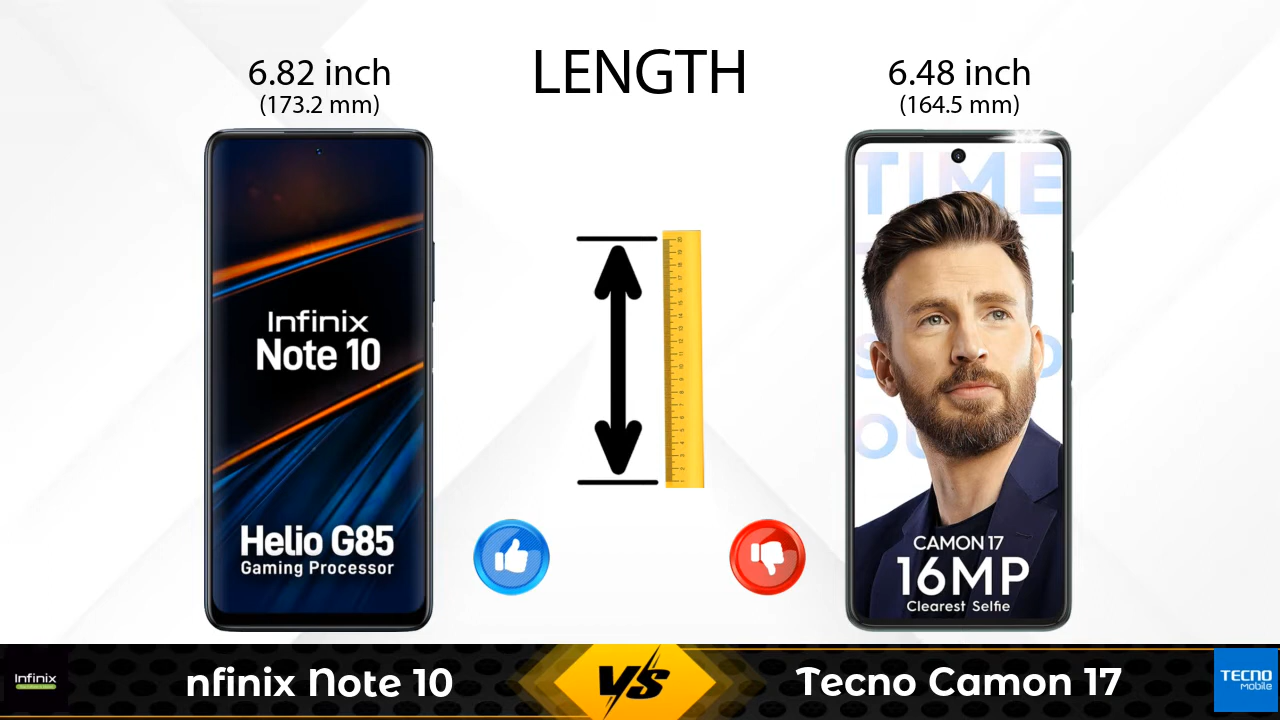 LENGTH
6.82 inch
(173.2 mm)
6.48 inch
(164.5 mm)
Infinix
Note 10
Helio G85
Gaming Processor
TIME
CAMON 17
16MP
Clearest Selfie
Infinix
nfinix Note 10
VS
Tecno Camon 17
TECNO
mobile